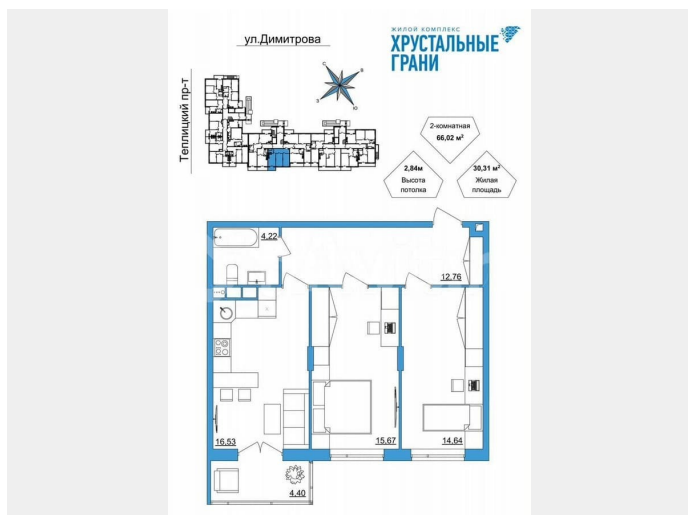 ул.Димитрова
ЖИЛОЙ КОМПЛЕКС
ХРУСТАЛЬНЫЕ
ГРАНИ
Теплицкий пр-т
С
В
З
Ю
2-комнатная
66,02 м²
2,84м
Высота
потолка
30,31 м²
Жилая
площадь
4,22
12,76
16,53
15,67
14,64
4,40